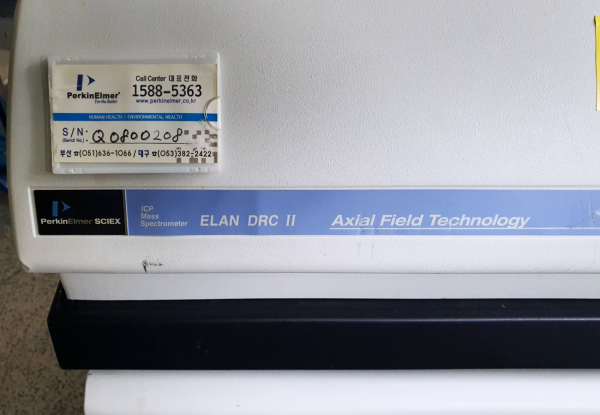 PerkinElmer®
For the Better
Call Center 대표전화
1588-5363
www.perkinelmer.co.kr
HUMAN HEALTH | ENVIRONMENTAL HEALTH
S/N. Q0800208
(Serial No.)
부산 ☎(051)636-1066 / 대구 ☎(053)382-2422
PerkinElmer SCIEX
ICP
Mass
Spectrometer
ELAN DRC II
Axial Field Technology